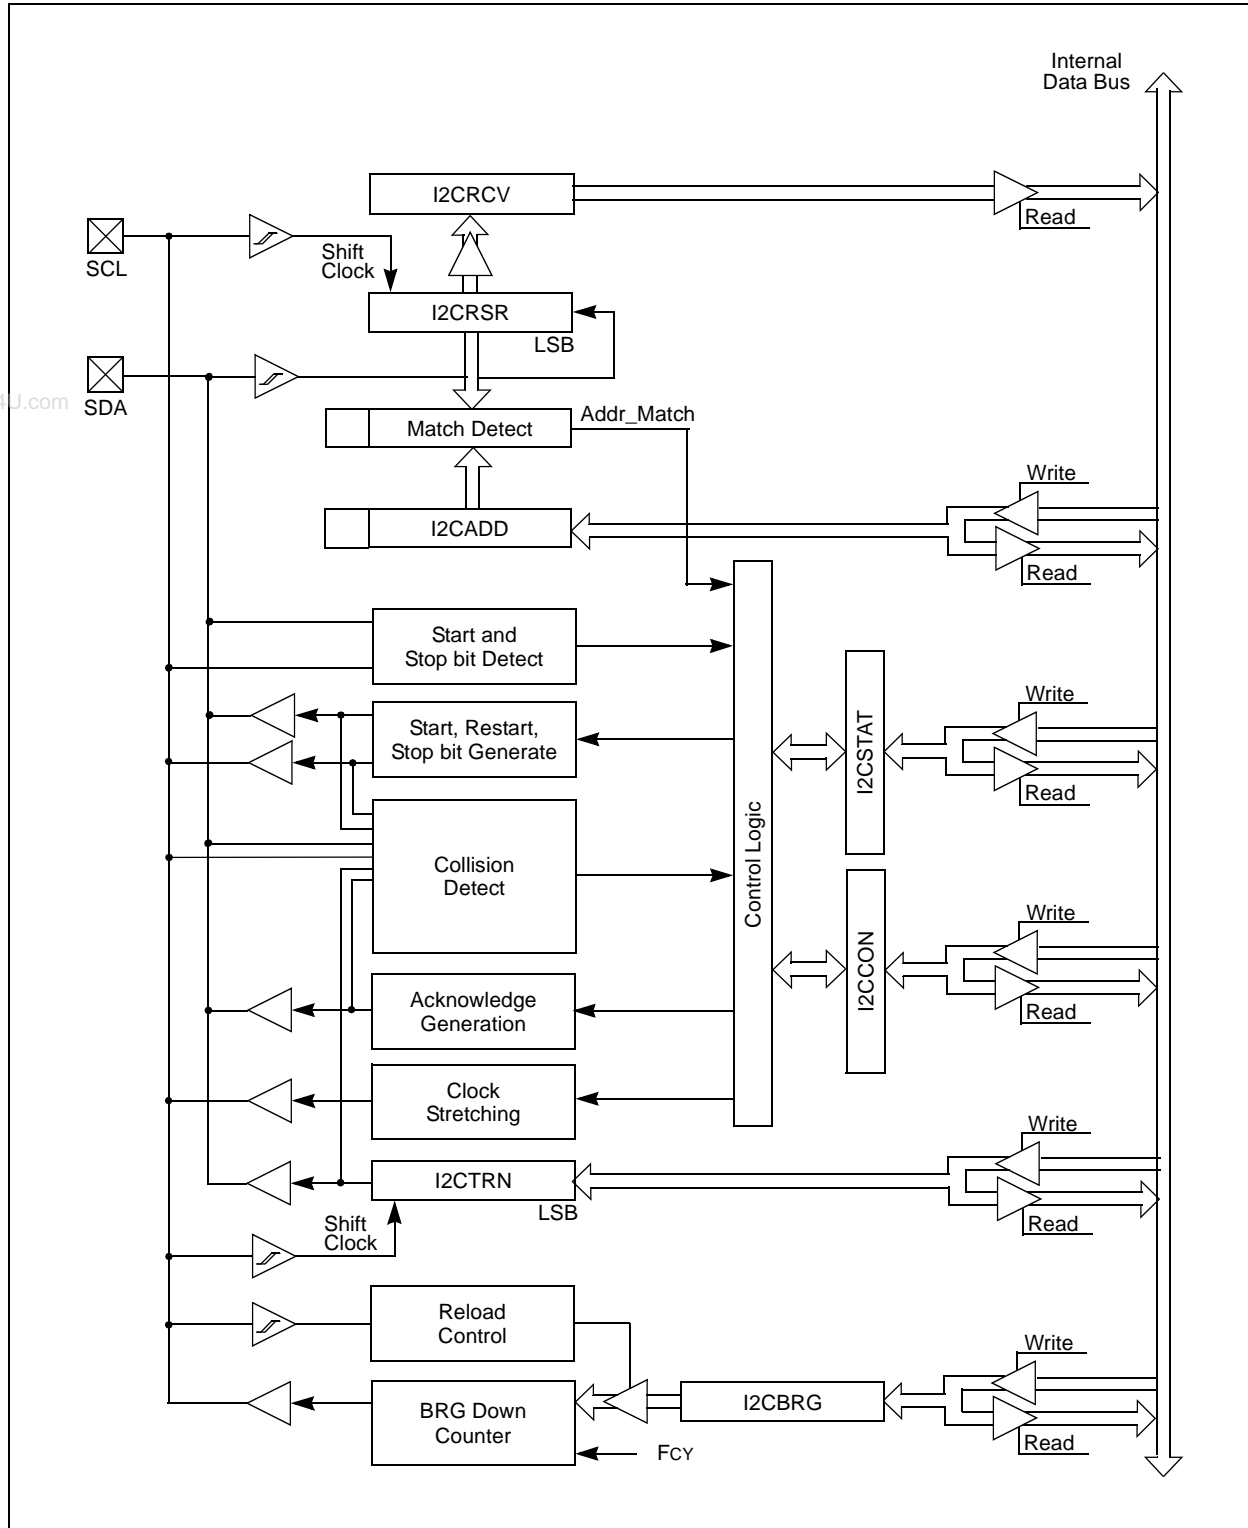 Internal
Data Bus
I2CRCV
Read
SCL
Shift
Clock
I2CRSR
LSB
SDA
4U.com
Match Detect
Addr_Match
I2CADD
Write
Read
Start and
Stop bit Detect
Start, Restart,
Stop bit Generate
Collision
Detect
Acknowledge
Generation
Clock
Stretching
Control Logic
I2CSTAT
Write
Read
I2CCON
Write
Read
I2CTRN
LSB
Shift
Clock
Write
Read
Reload
Control
BRG Down
Counter
I2CBRG
FCY
Write
Read